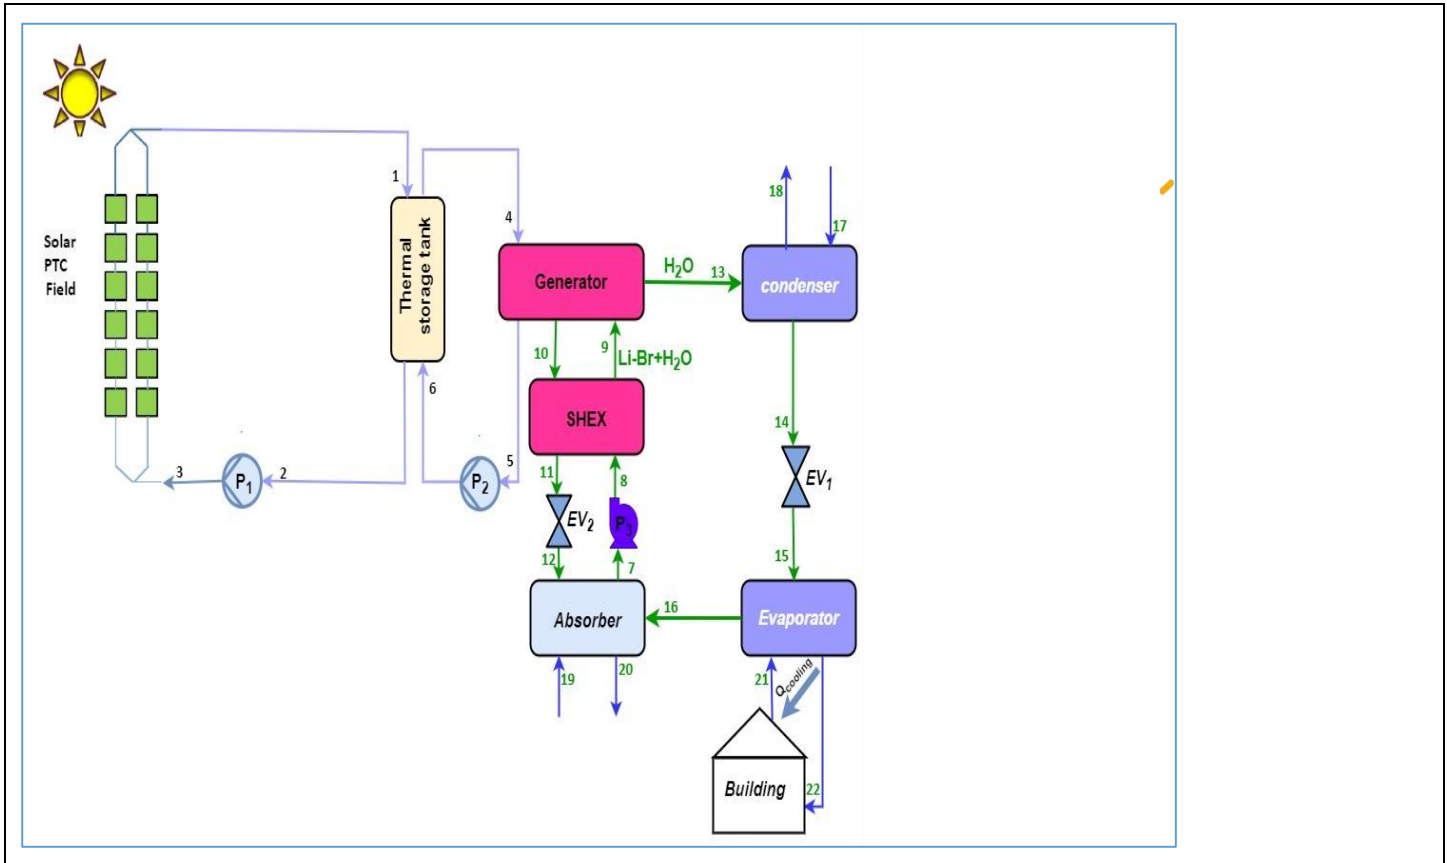 Solar
PTC
Field
1
Thermal
storage tank
4
Generator
H2O
13
18
17
condenser
10
9
Li-Br+H2O
6
SHEX
14
3
P1
2
P2
5
11
8
EV1
EV2
P3
12
7
15
Absorber
16
Evaporator
19
20
21
Qcooling
Building
22